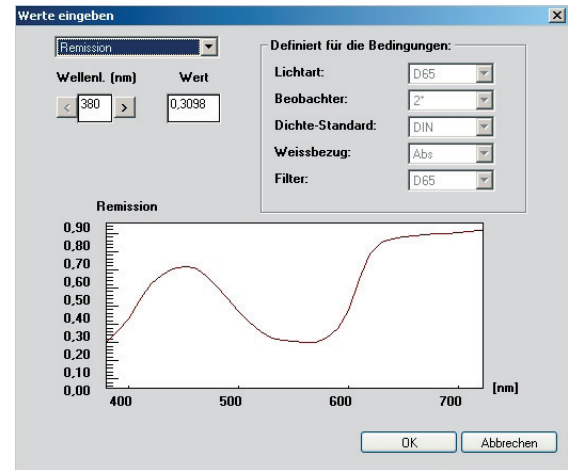 Werte eingeben
Remission
Wellenl. (nm) Wert
< 380 > 0,3098
Definiert für die Bedingungen:
Lichtart: D65
Beobachter: 2°
Dichte-Standard: DIN
Weissbezug: Abs
Filter: D65
Remission
0,90
0,80
0,70
0,60
0,50
0,40
0,30
0,20
0,10
0,00
400 500 600 700 [nm]
OK Abbrechen